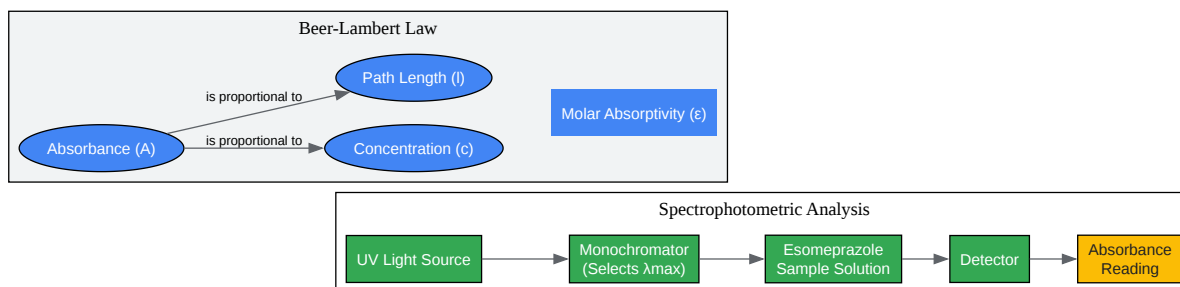 Beer-Lambert Law
Path Length (l)
is proportional to
Molar Absorptivity (ε)
Absorbance (A)
is proportional to
Concentration (c)
Spectrophotometric Analysis
UV Light Source
Monochromator
(Selects λmax)
Esomeprazole
Sample Solution
Detector
Absorbance
Reading